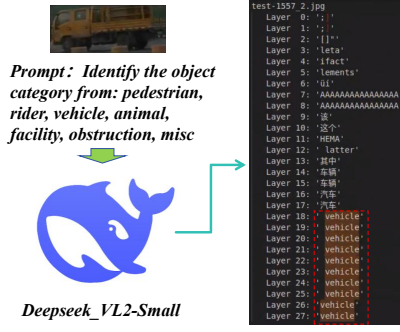 Prompt: Identify the object
category from: pedestrian,
rider, vehicle, animal,
facility, obstruction, misc
Deepseek_VL2-Small
test-1557_2.jpg
Layer 0: ';;'
Layer 1: ';;'
Layer 2: '[]"'
Layer 3: 'leta'
Layer 4: 'ifact'
Layer 5: 'lements'
Layer 6: 'üí'
Layer 7: 'AAAAAAAAAAAAAAAA
Layer 8: 'AAAAAAAAAAAAAAAA
Layer 9: '该'
Layer 10: '这个'
Layer 11: 'HEMA'
Layer 12: ' latter'
Layer 13: '其中'
Layer 14: '车辆'
Layer 15: '车辆'
Layer 16: '汽车'
Layer 17: '汽车'
Layer 18: ' vehicle'
Layer 19: ' vehicle'
Layer 20: ' vehicle'
Layer 21: ' vehicle'
Layer 22: ' vehicle'
Layer 23: ' vehicle'
Layer 24: ' vehicle'
Layer 25: ' vehicle'
Layer 26: 'vehicle'
Layer 27: 'vehicle'